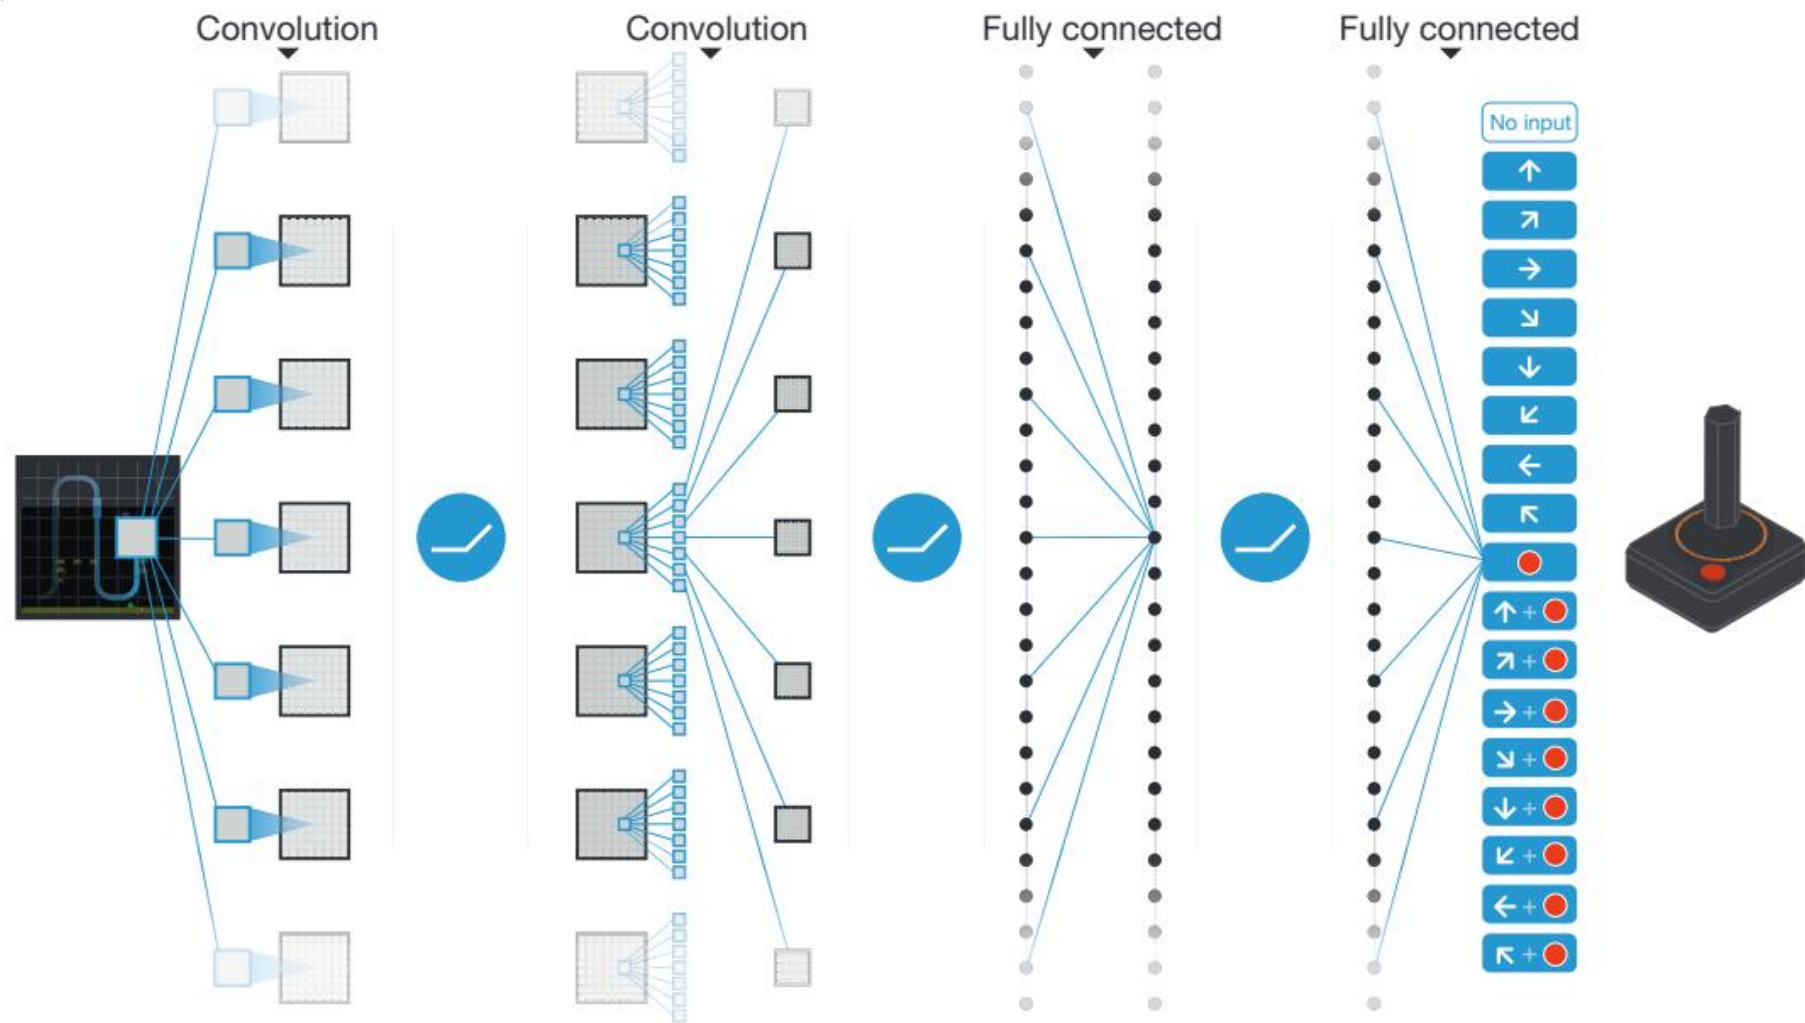 Convolution
Convolution
Fully connected
Fully connected
No input
+
+
+
+
+
+
+
+